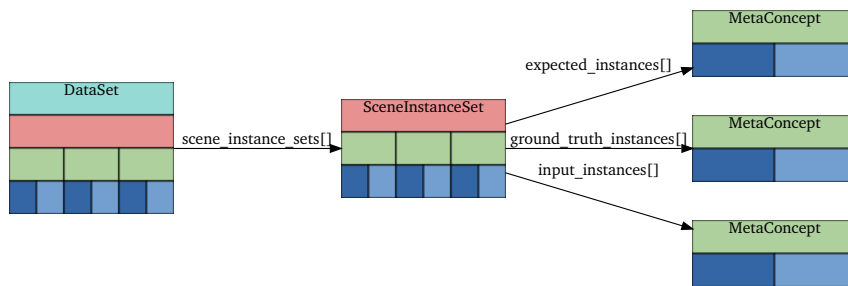 DataSet
scene_instance_sets[]
SceneInstanceSet
expected_instances[]
ground_truth_instances[]
input_instances[]
MetaConcept
MetaConcept
MetaConcept